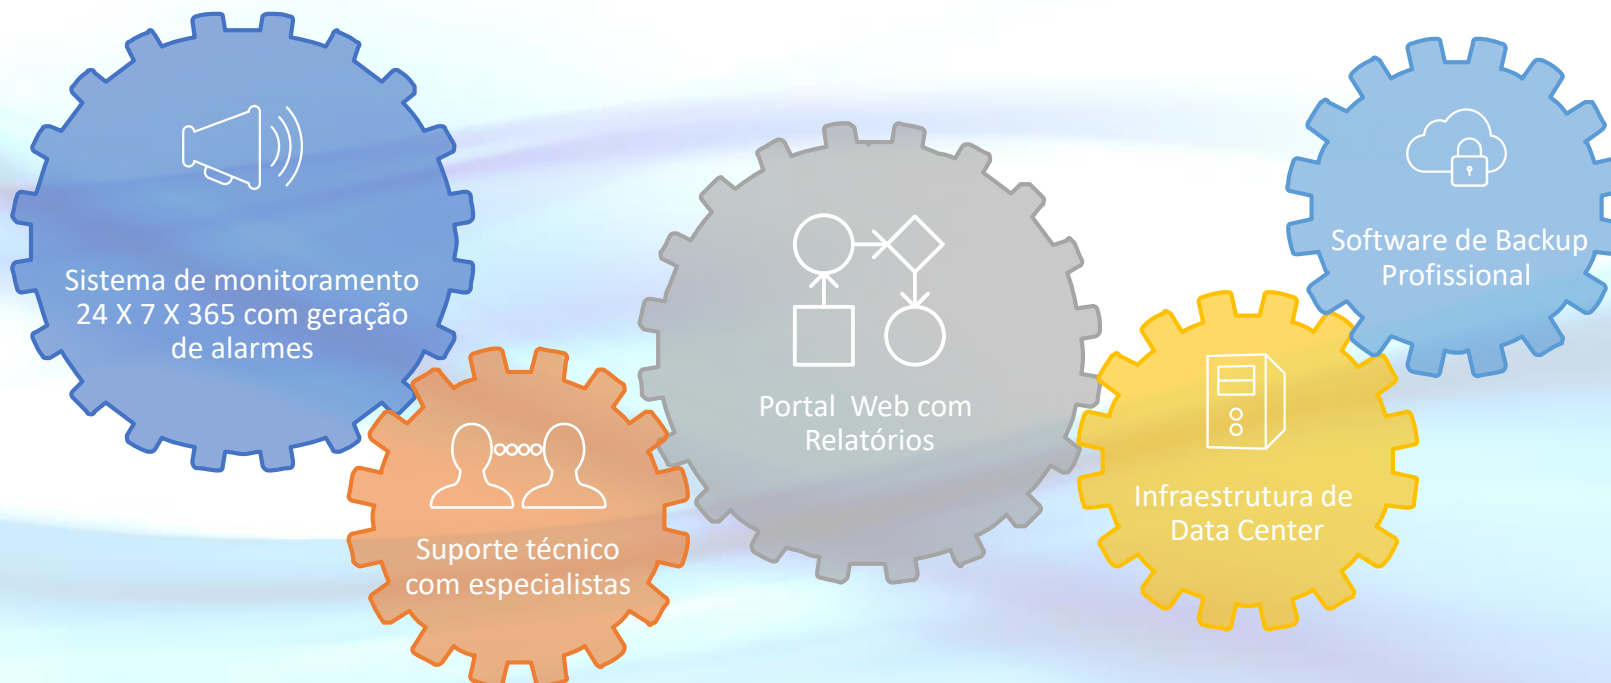 Sistema de monitoramento
24 X 7 X 365 com geração
de alarmes
Suporte técnico
com especialistas
Portal Web com
Relatórios
Infraestrutura de
Data Center
Software de Backup
Profissional